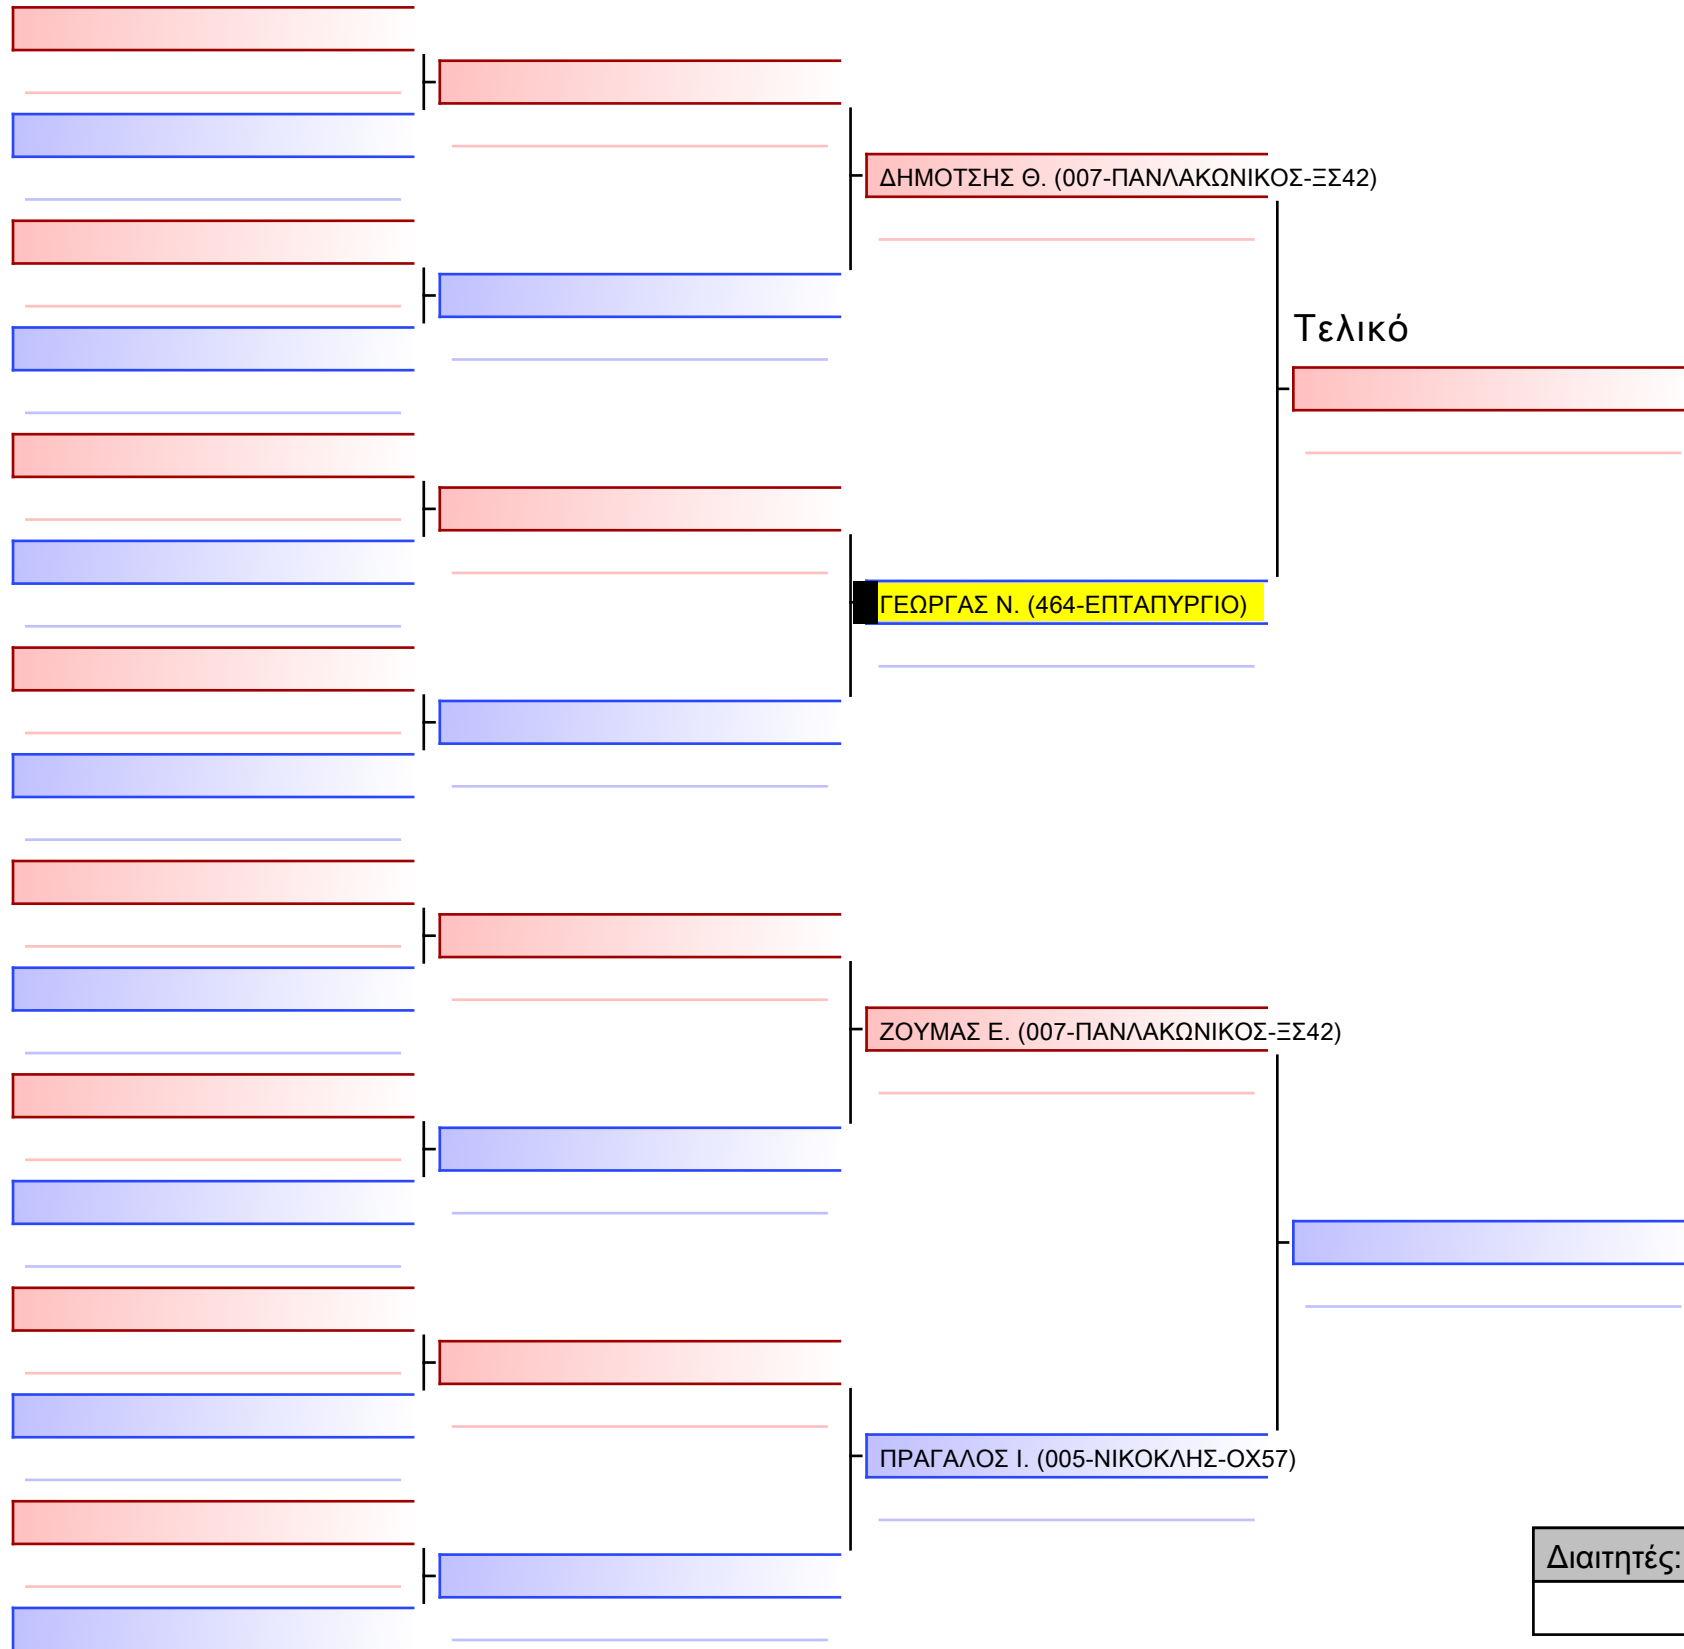 ΔΗΜΟΤΣΗΣ Θ. (007-ΠΑΝΛΑΚΩΝΙΚΟΣ-ΞΣ42)
Τελικό
ΓΕΩΡΓΑΣ Ν. (464-ΕΠΤΑΠΥΡΓΙΟ)
ΖΟΥΜΑΣ Ε. (007-ΠΑΝΛΑΚΩΝΙΚΟΣ-ΞΣ42)
ΠΡΑΓΑΛΟΣ Ι. (005-ΝΙΚΟΚΛΗΣ-ΟΧ57)
Διαιτητές: